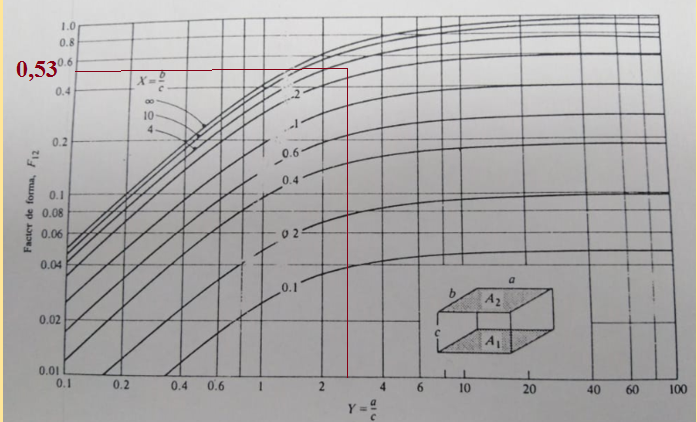 1.0
0.8
0.6
0,53
0.4
0.2
0.1
0.08
0.06
0.04
0.02
0.01
Factor de forma, F12
X = b/c
∞
10
4
2
1
0.6
0.4
0.2
0.1
a
b
A2
c
A1
0.1 0.2 0.4 0.6 1 2 4 6 10 20 40 60 100
Y = a/c